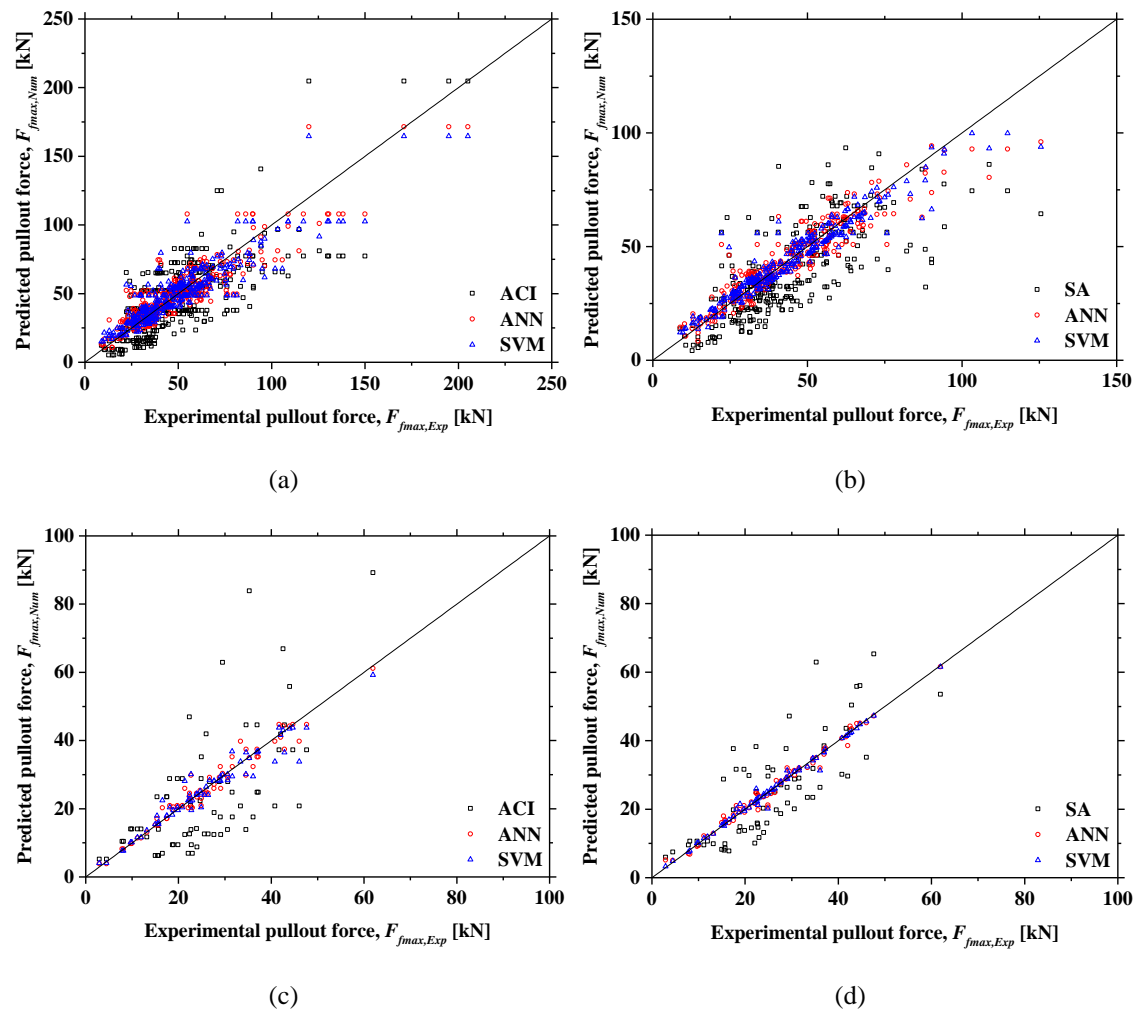 250
200
150
100
50
0
0 50 100 150 200 250
Predicted pullout force, F_fmax,Num [kN]
Experimental pullout force, F_fmax,Exp [kN]
ACI
ANN
SVM
(a)
150
100
50
0
0 50 100 150
Predicted pullout force, F_fmax,Num [kN]
Experimental pullout force, F_fmax,Exp [kN]
SA
ANN
SVM
(b)
100
80
60
40
20
0
0 20 40 60 80 100
Predicted pullout force, F_fmax,Num [kN]
Experimental pullout force, F_fmax,Exp [kN]
ACI
ANN
SVM
(c)
100
80
60
40
20
0
0 20 40 60 80 100
Predicted pullout force, F_fmax,Num [kN]
Experimental pullout force, F_fmax,Exp [kN]
SA
ANN
SVM
(d)